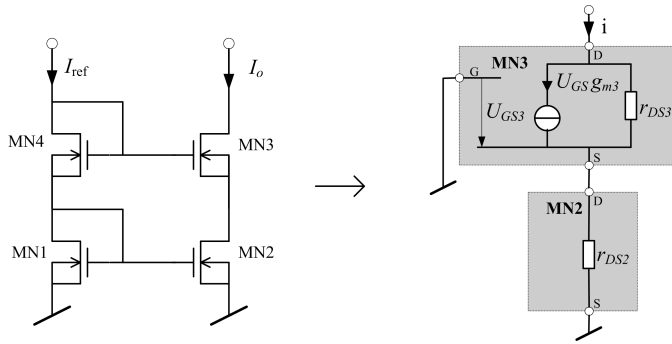 I_ref
I_o
MN4
MN3
MN1
MN2
i
MN3
D
G
U_GS g_m3
U_GS3
r_DS3
S
D
MN2
r_DS2
S